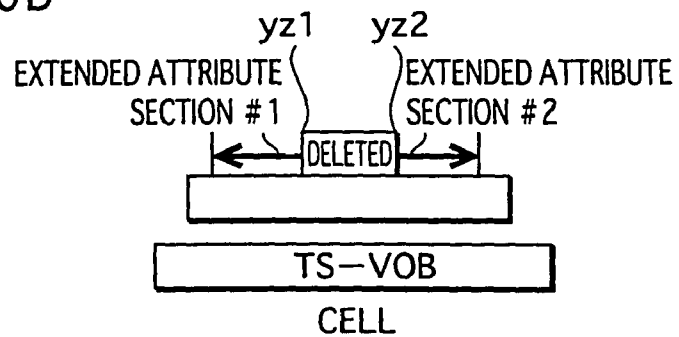 yz1 yz2
EXTENDED ATTRIBUTE SECTION #1
EXTENDED ATTRIBUTE SECTION #2
DELETED
TS-VOB
CELL